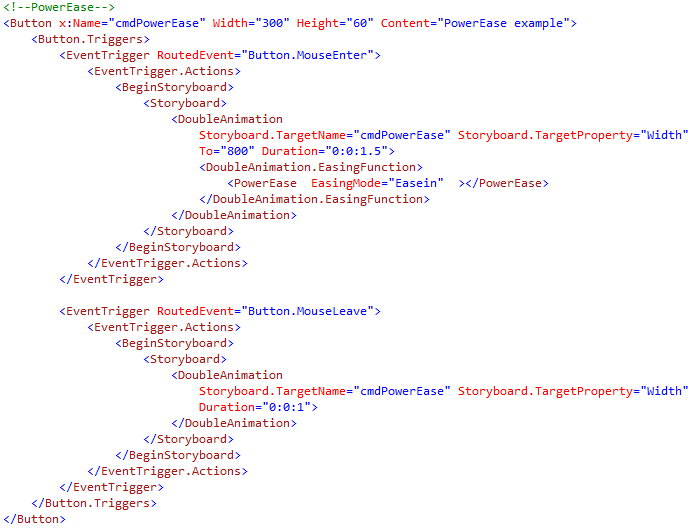 <!--PowerEase-->
<Button x:Name="cmdPowerEase" Width="300" Height="60" Content="PowerEase example">
    <Button.Triggers>
        <EventTrigger RoutedEvent="Button.MouseEnter">
            <EventTrigger.Actions>
                <BeginStoryboard>
                    <Storyboard>
                        <DoubleAnimation
                            Storyboard.TargetName="cmdPowerEase" Storyboard.TargetProperty="Width"
                            To="800" Duration="0:0:1.5">
                            <DoubleAnimation.EasingFunction>
                                <PowerEase  EasingMode="Easein"  ></PowerEase>
                            </DoubleAnimation.EasingFunction>
                        </DoubleAnimation>
                    </Storyboard>
                </BeginStoryboard>
            </EventTrigger.Actions>
        </EventTrigger>

        <EventTrigger RoutedEvent="Button.MouseLeave">
            <EventTrigger.Actions>
                <BeginStoryboard>
                    <Storyboard>
                        <DoubleAnimation
                            Storyboard.TargetName="cmdPowerEase" Storyboard.TargetProperty="Width"
                            Duration="0:0:1">
                        </DoubleAnimation>
                    </Storyboard>
                </BeginStoryboard>
            </EventTrigger.Actions>
        </EventTrigger>
    </Button.Triggers>
</Button>